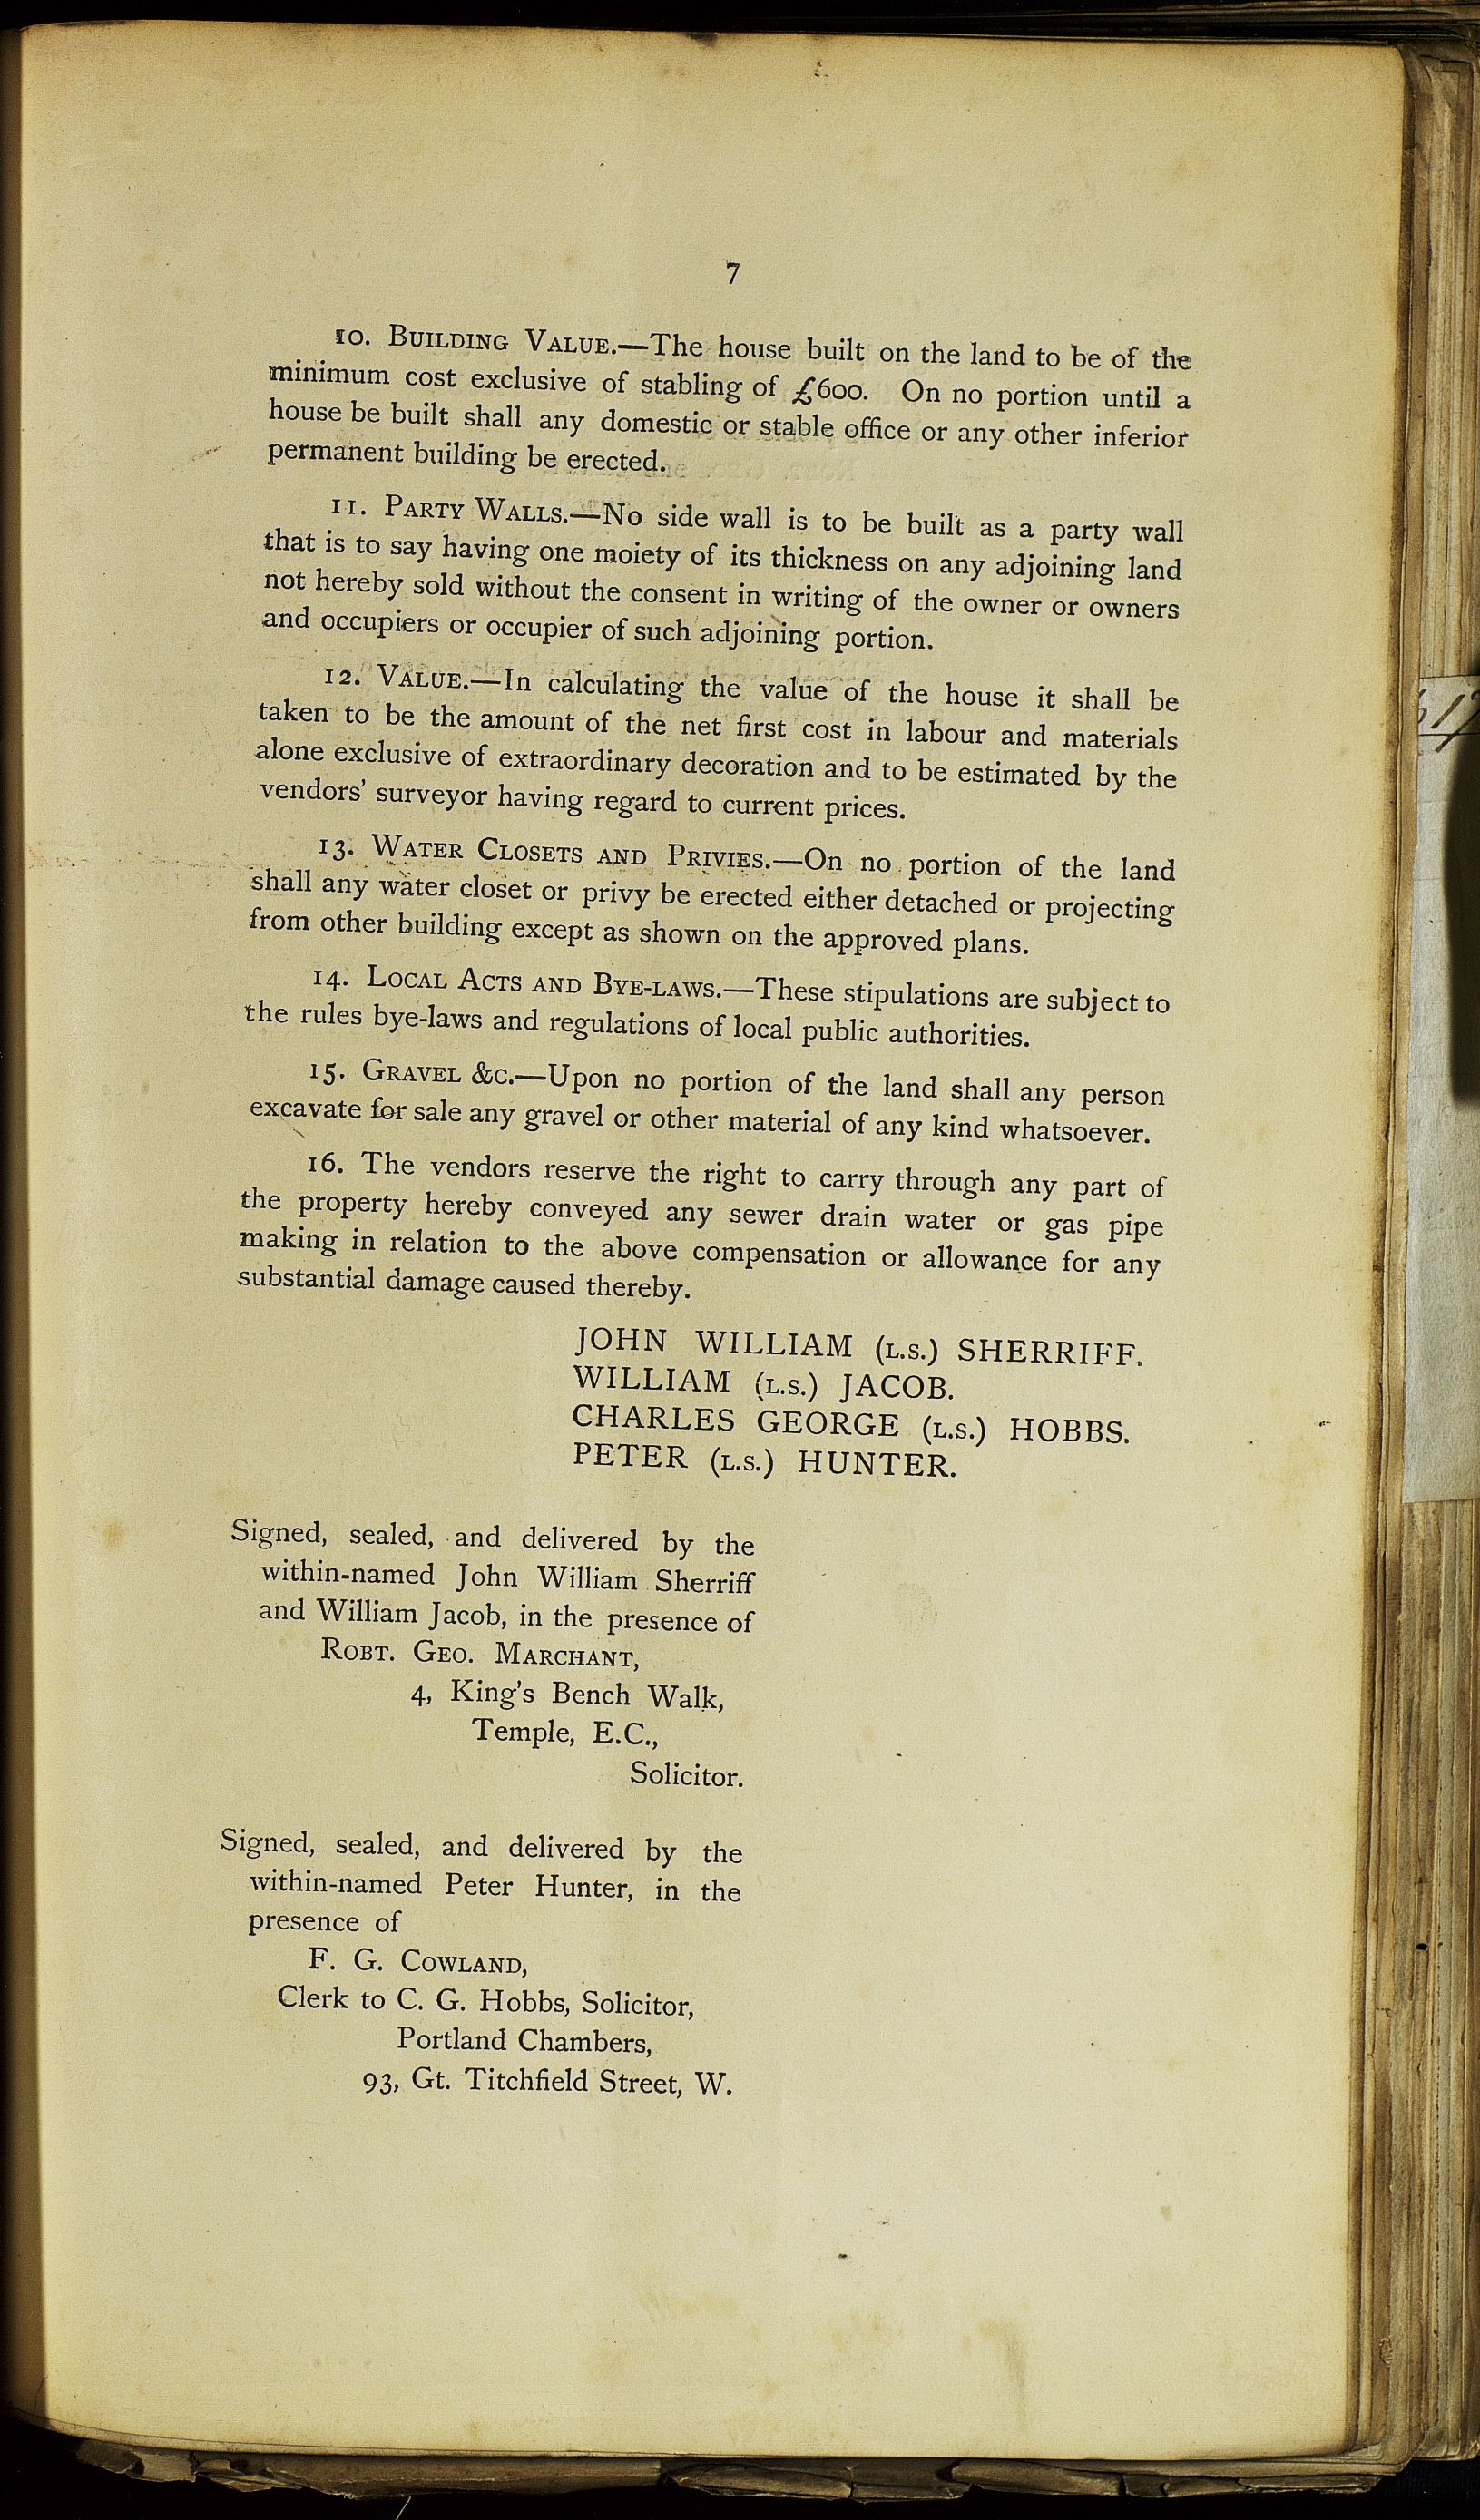 7
10. BUILDING VALUE.—The house built on the land to be of the
minimum cost exclusive of stabling of £600. On no portion until a
house be built shall any domestic or stable office or any other inferior
permanent building be erected.
11. PARTY WALLS.—No side wall is to be built as a party wall
that is to say having one moiety of its thickness on any adjoining land
not hereby sold without the consent in writing of the owner or owners
and occupiers or occupier of such adjoining portion.
12. VALUE.—In calculating the value of the house it shall be
taken to be the amount of the net first cost in labour and materials
alone exclusive of extraordinary decoration and to be estimated by the
vendors' surveyor having regard to current prices.
13. WATER CLOSETS AND PRIVIES.—On no portion of the land
shall any water closet or privy be erected either detached or projecting
from other building except as shown on the approved plans.
14. LOCAL ACTS AND BYE-LAWS.—These stipulations are subject to
the rules bye-laws and regulations of local public authorities.
15. GRAVEL &C.—Upon no portion of the land shall any person
excavate for sale any gravel or other material of any kind whatsoever.
16. The vendors reserve the right to carry through any part of
the property hereby conveyed any sewer drain water or gas pipe
making in relation to the above compensation or allowance for any
substantial damage caused thereby.
JOHN WILLIAM (L.S.) SHERRIFF.
WILLIAM (L.S.) JACOB.
CHARLES GEORGE (L.S.) HOBBS.
PETER (L.S.) HUNTER.
Signed, sealed, and delivered by the
within-named John William Sherriff
and William Jacob, in the presence of
ROBT. GEO. MARCHANT,
4, King's Bench Walk,
Temple, E.C.,
Solicitor.
Signed, sealed, and delivered by the
within-named Peter Hunter, in the
presence of
F. G. COWLAND,
Clerk to C. G. Hobbs, Solicitor,
Portland Chambers,
93, Gt. Titchfield Street, W.